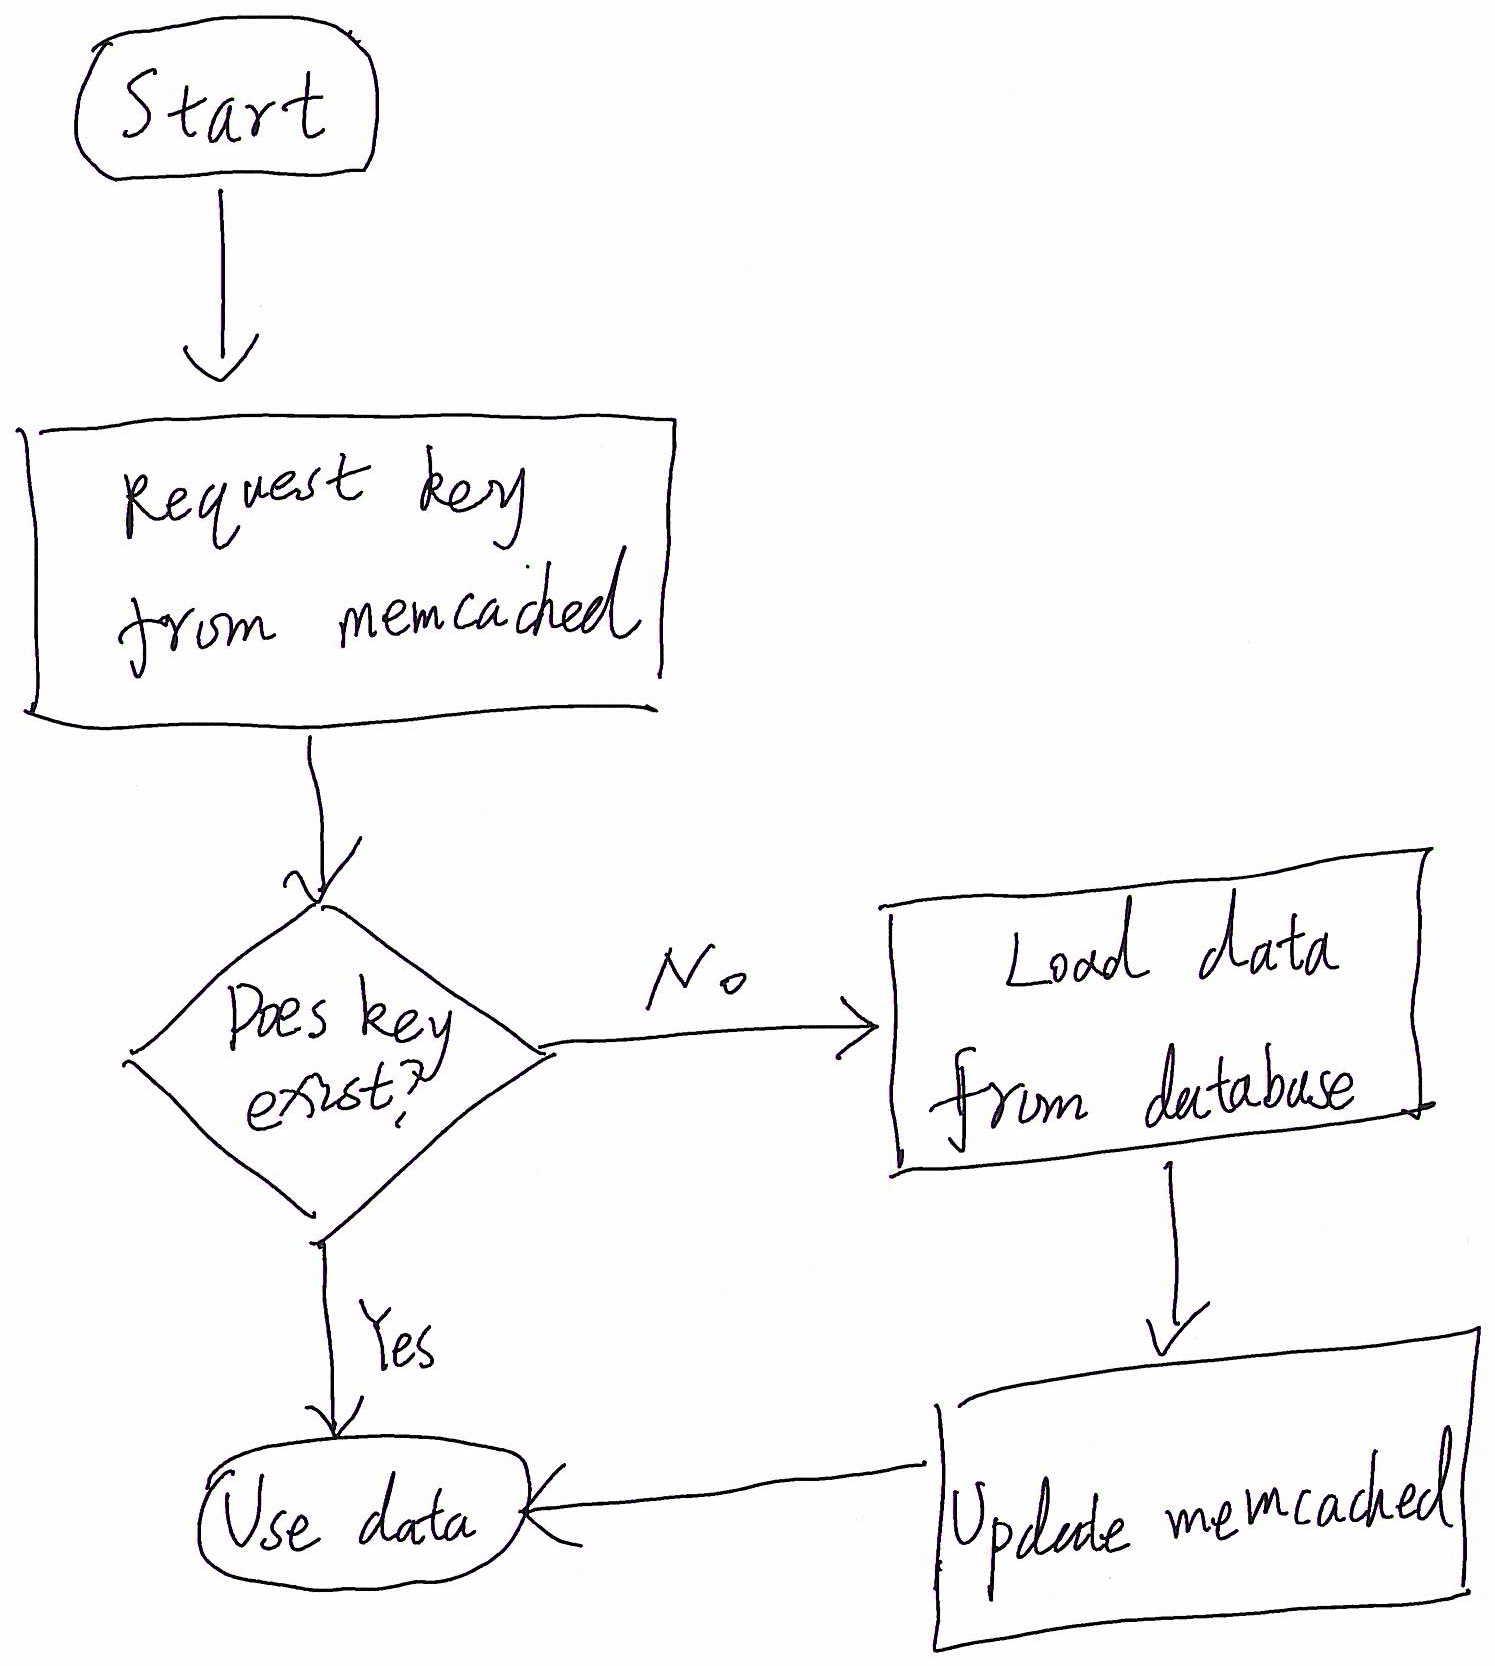 Start
Request key
from memcached
Does key
exist?
No
Load data
from database
Yes
Use data
Update memcached